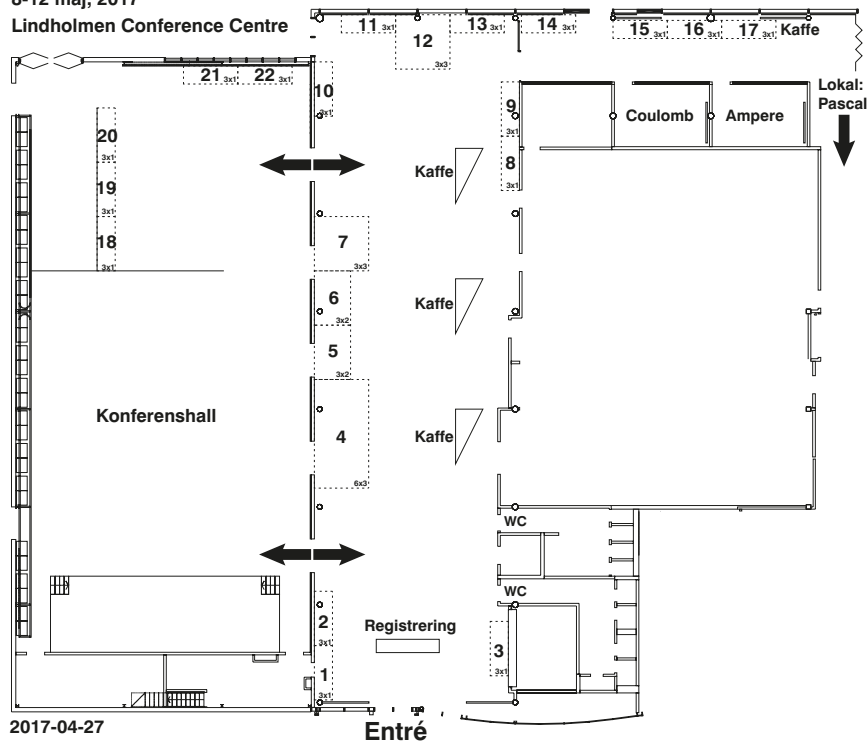 8-12 maj, 2017
Lindholmen Conference Centre
11 3x1
12 3x3
13 3x1
14 3x1
15 3x1
16 3x1
17 3x1
Kaffe
21 3x1
22 3x1
10 3x1
9 3x1
Coulomb
Ampere
Lokal:
Pascal
20 3x1
19 3x1
18 3x1
8 3x1
Kaffe
7 3x3
6 3x2
Kaffe
5 3x2
Konferenshall
4 6x3
Kaffe
WC
WC
2 3x1
Registrering
3 3x1
1 3x1
2017-04-27
Entré